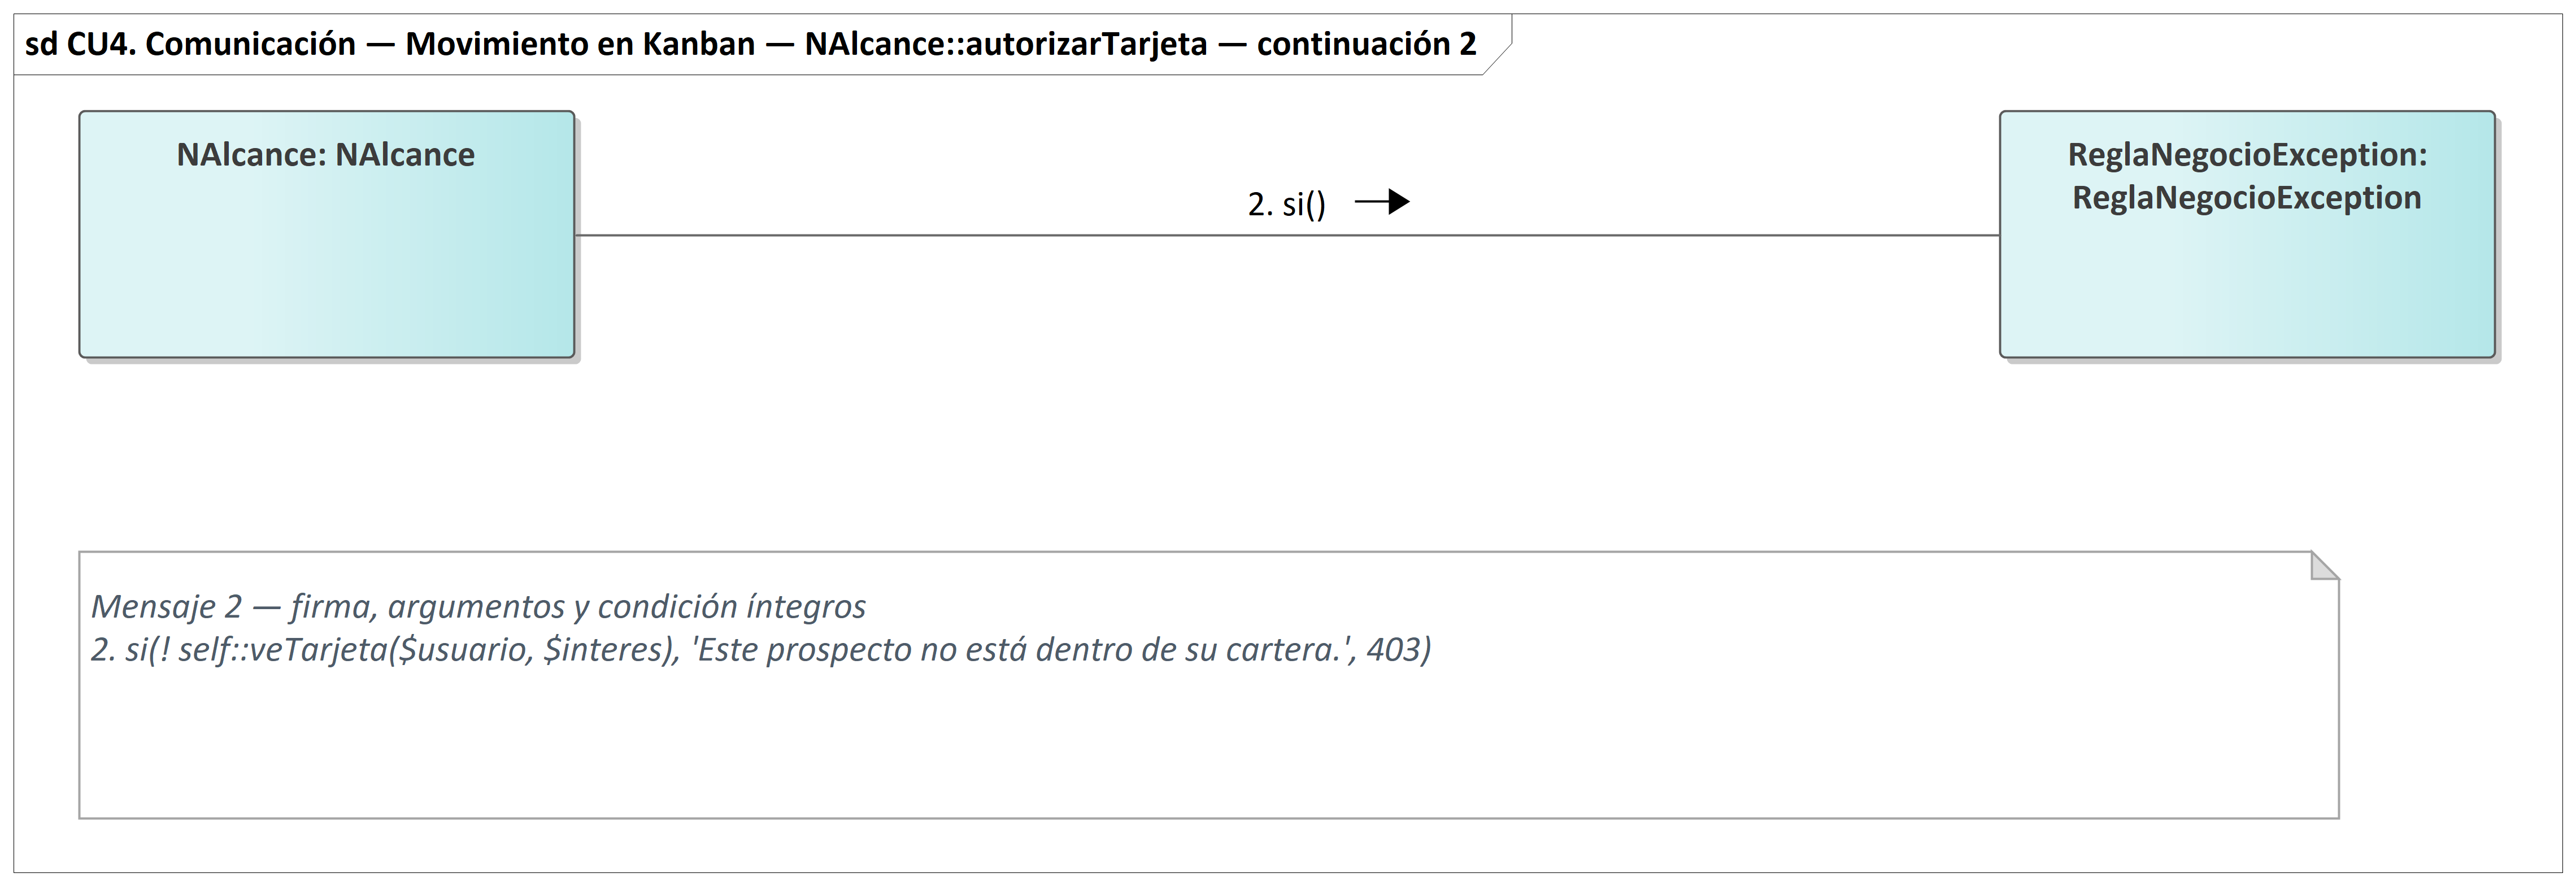 sd CU4. Comunicación — Movimiento en Kanban — NAlcance::autorizarTarjeta — continuación 2
NAlcance: NAlcance
2. si()
ReglaNegocioException:
ReglaNegocioException
Mensaje 2 — firma, argumentos y condición íntegros
2. si(! self::veTarjeta($usuario, $interes), 'Este prospecto no está dentro de su cartera.', 403)